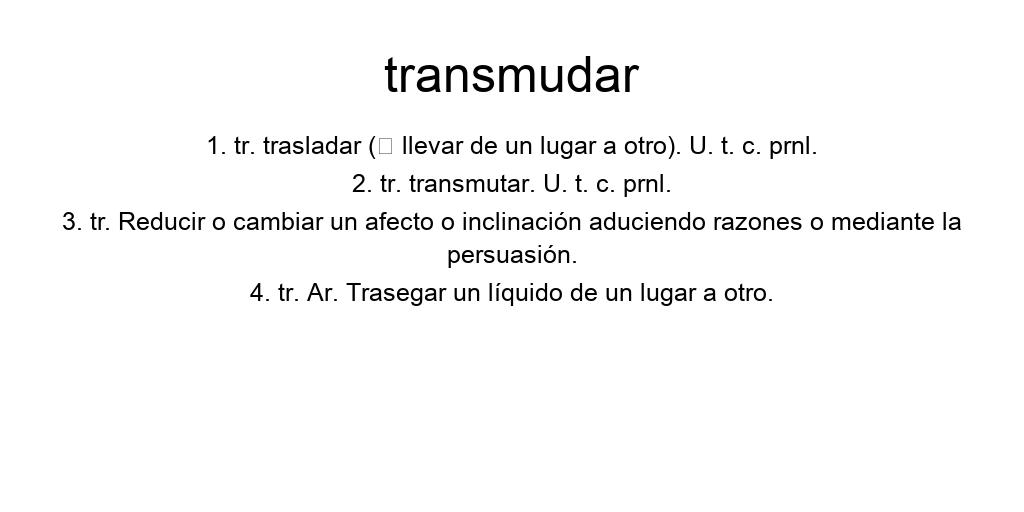 transmudar
1. tr. trasladar (□ llevar de un lugar a otro). U. t. c. prnl.
2. tr. transmutar. U. t. c. prnl.
3. tr. Reducir o cambiar un afecto o inclinación aduciendo razones o mediante la
persuasión.
4. tr. Ar. Trasegar un líquido de un lugar a otro.